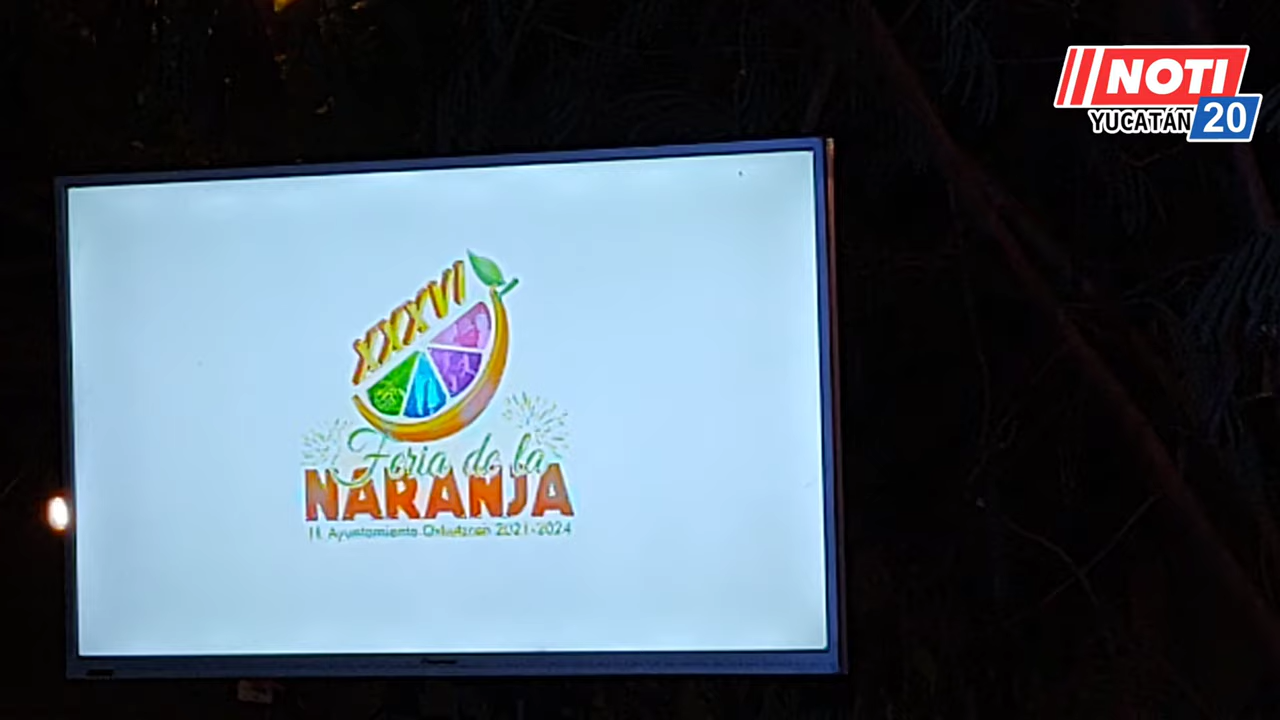 NOTI
YUCATÁN 20
XXXVI
Feria de la
NARANJA
H. Ayuntamiento Oxkutzcab 2021-2024